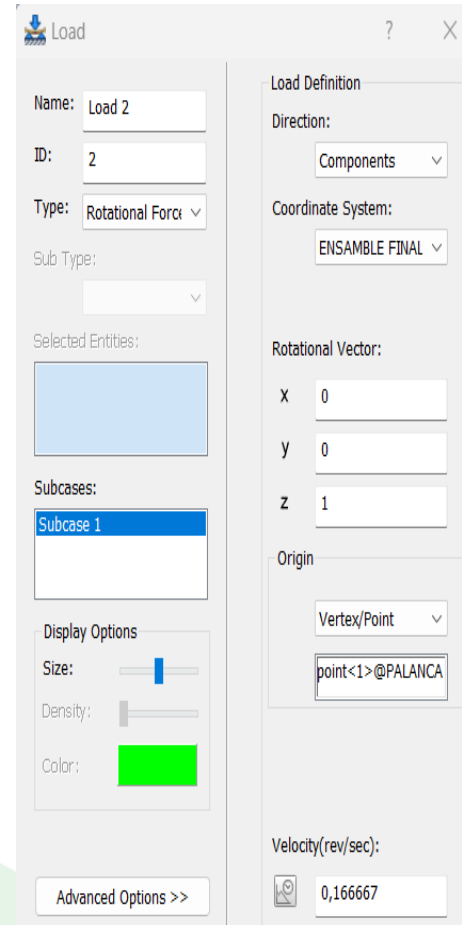 Load ? X
Name: Load 2
ID: 2
Type: Rotational Force
Sub Type:
Selected Entities:
Subcases:
Subcase 1
Display Options
Size:
Density:
Color:
Advanced Options >>
Load Definition
Direction:
Components
Coordinate System:
ENSAMBLE FINAL
Rotational Vector:
x 0
y 0
z 1
Origin
Vertex/Point
point<1>@PALANCA
Velocity(rev/sec):
0,166667